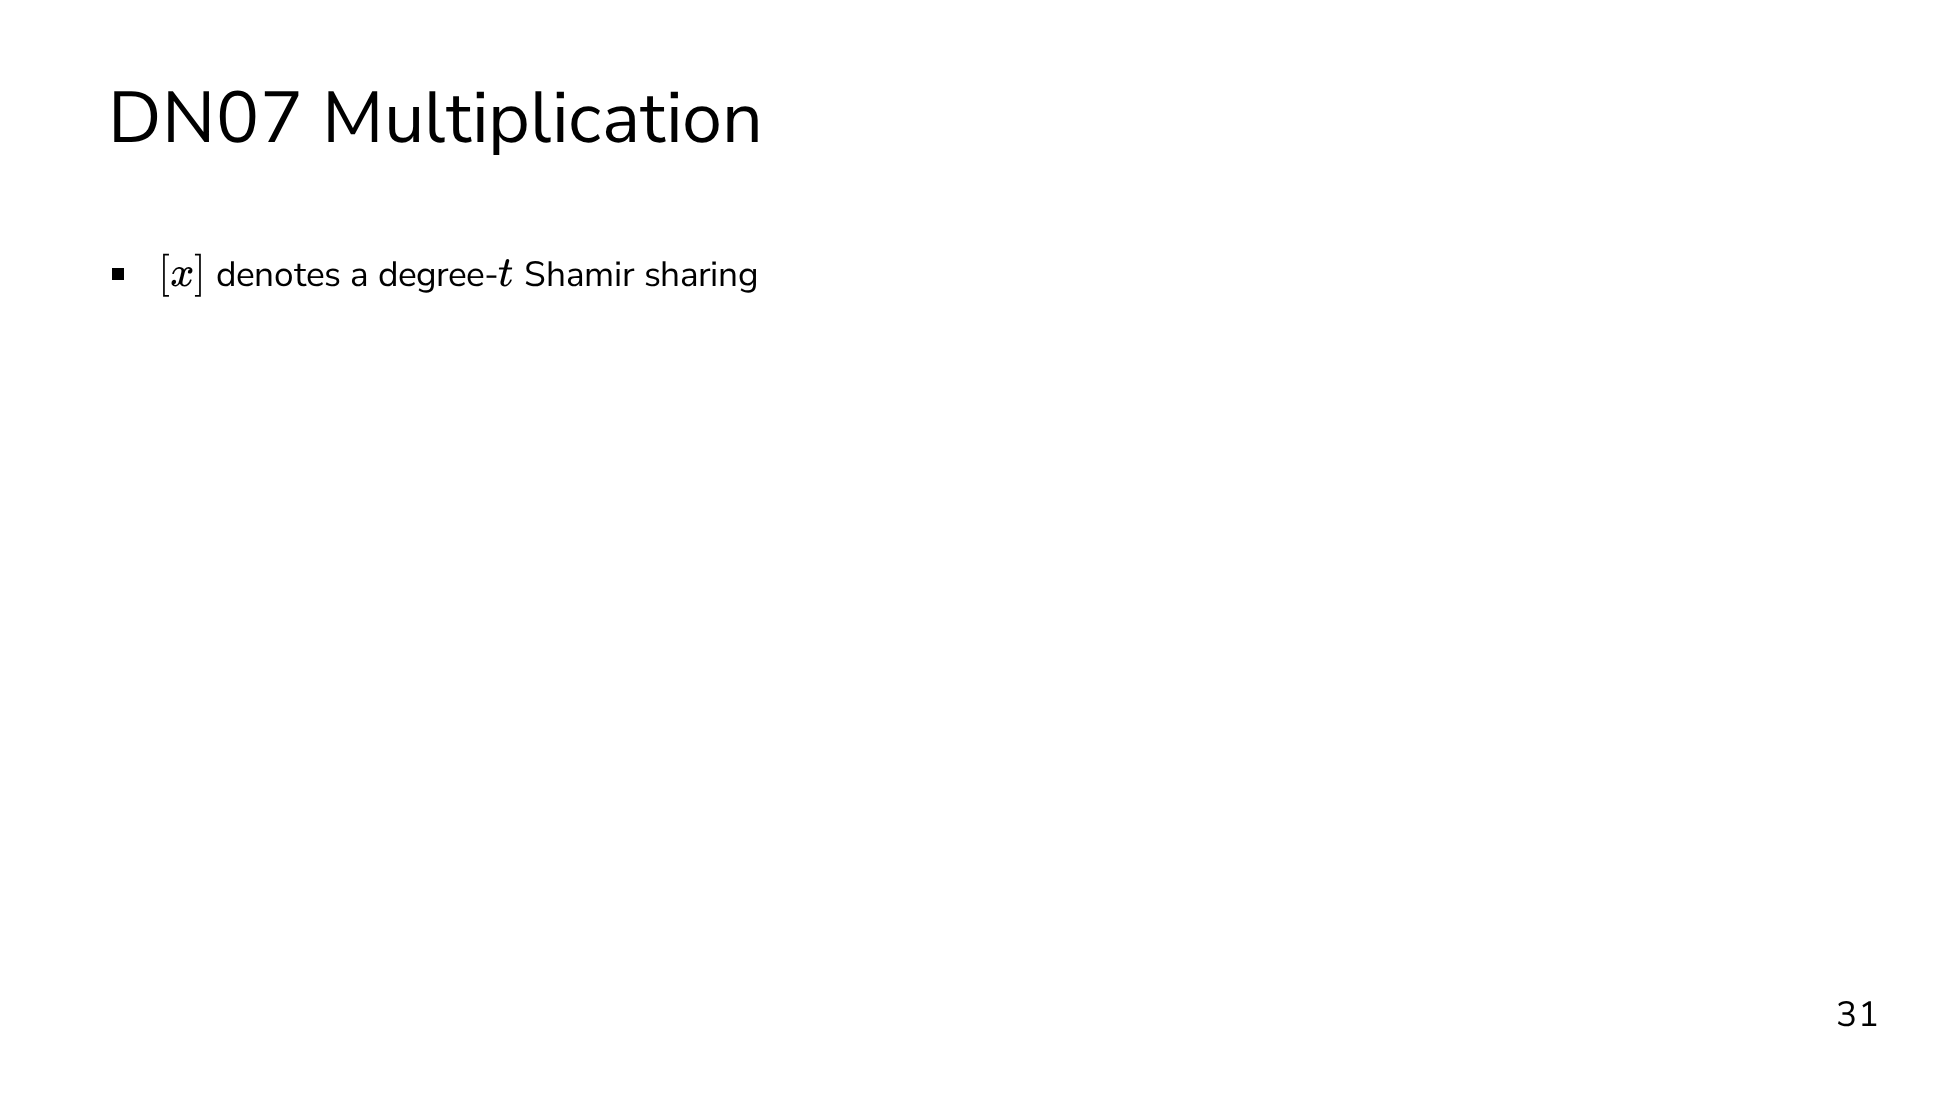 DN07 Multiplication
▪ [x] denotes a degree-t Shamir sharing
31